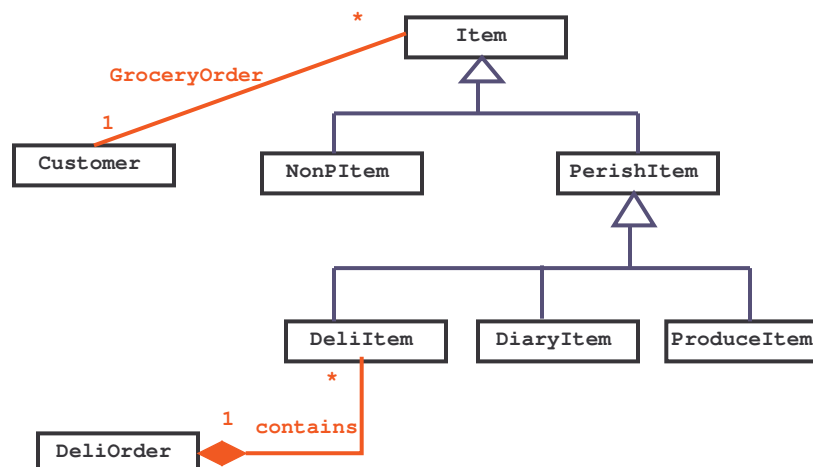 *
Item
GroceryOrder
1
Customer
NonPItem
PerishItem
DeliItem
DiaryItem
ProduceItem
*
1
contains
DeliOrder